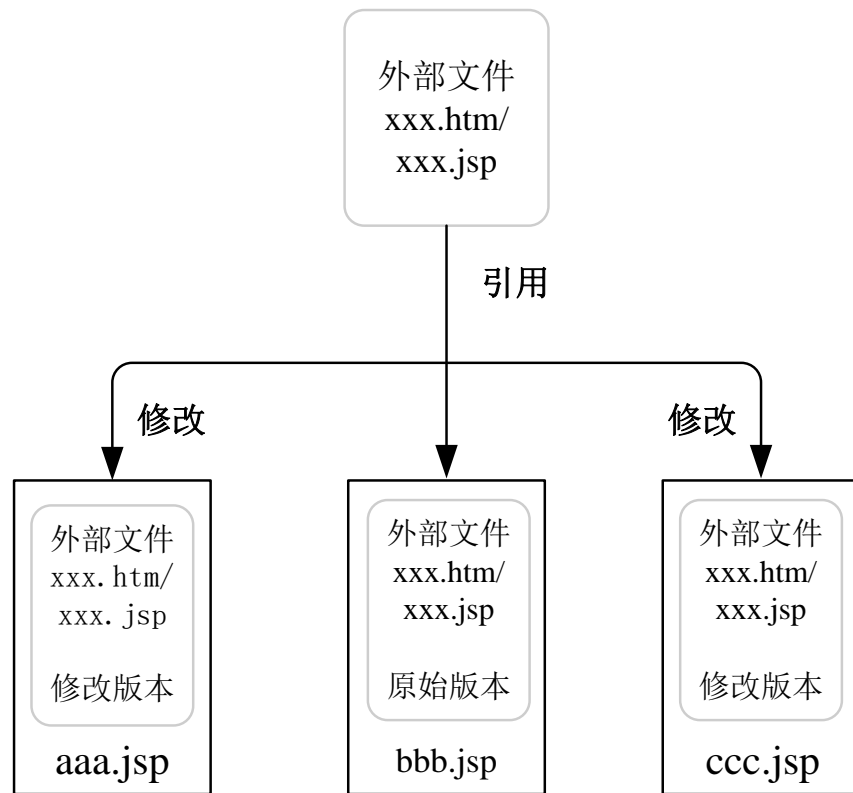 外部文件
xxx.htm/
xxx.jsp
引用
修改
修改
外部文件
xxx.htm/
xxx.jsp
修改版本
aaa.jsp
外部文件
xxx.htm/
xxx.jsp
原始版本
bbb.jsp
外部文件
xxx.htm/
xxx.jsp
修改版本
ccc.jsp